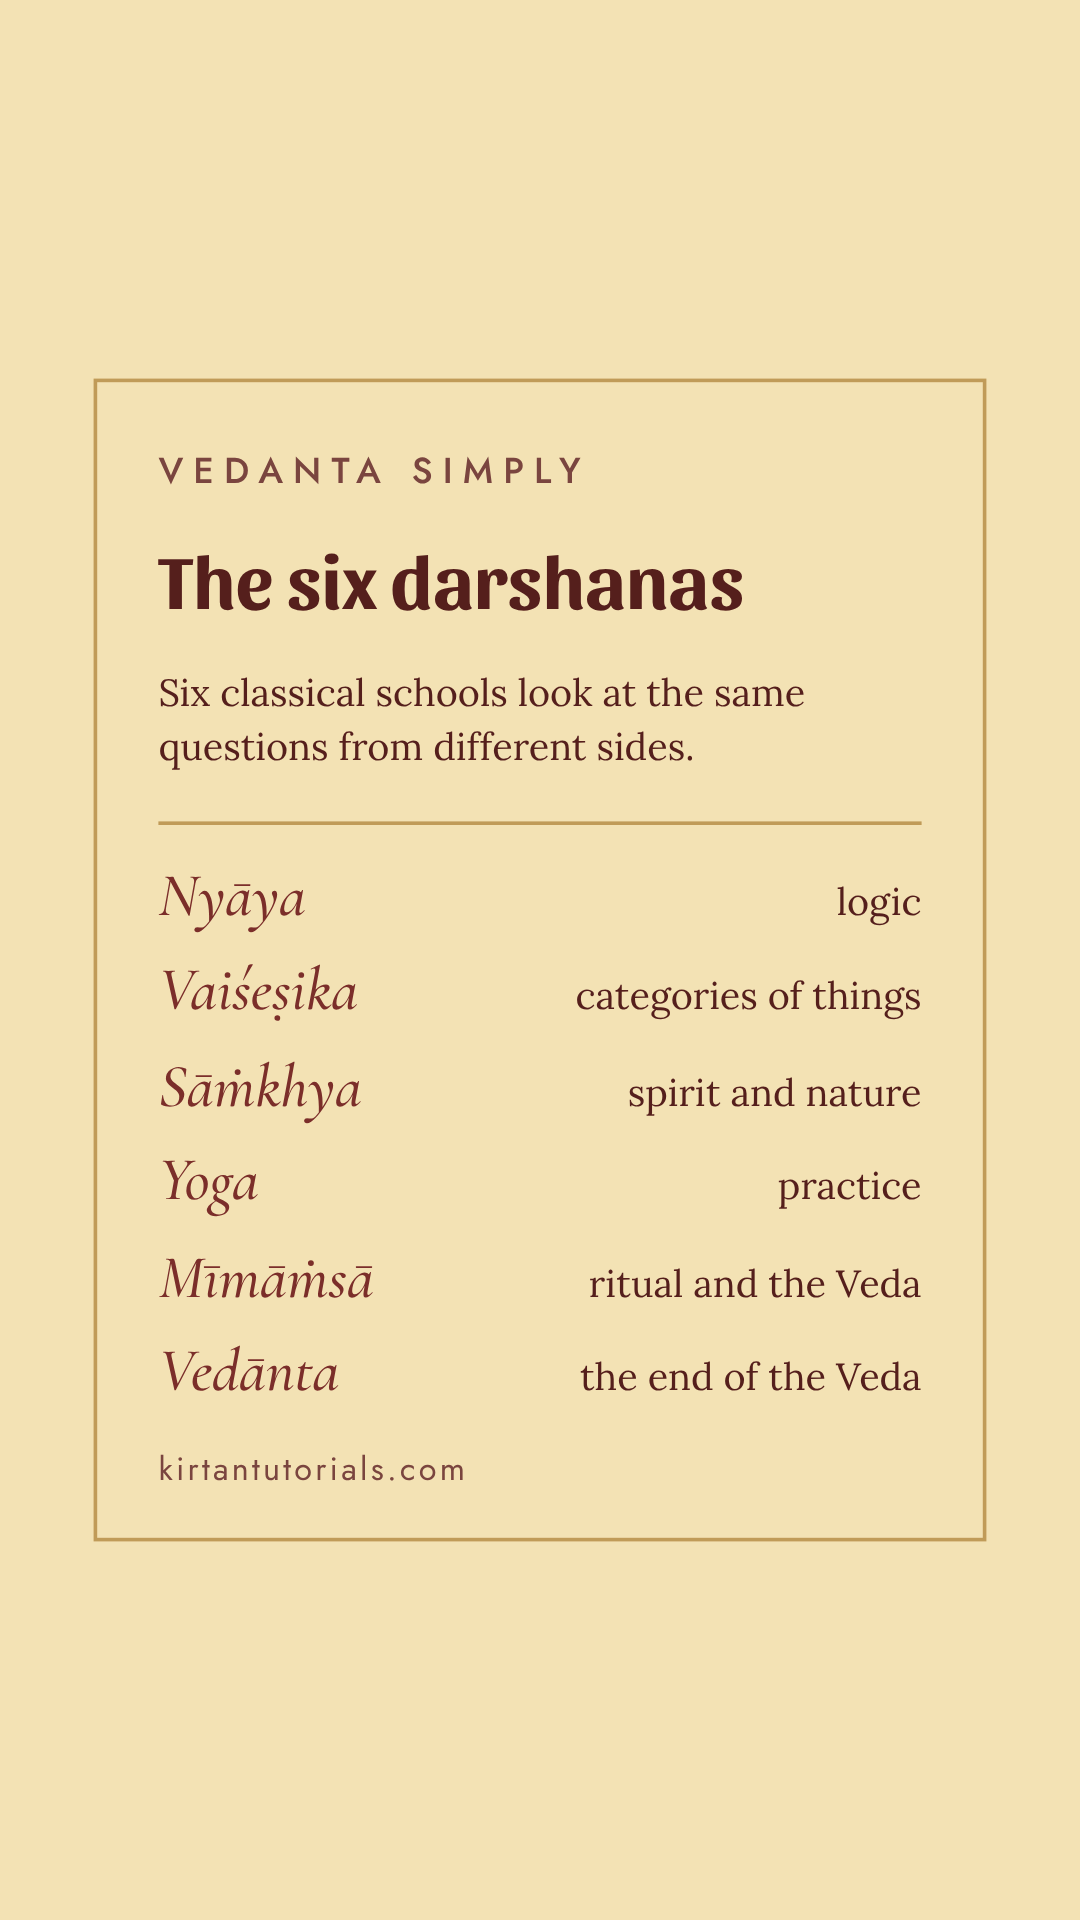 VEDANTA SIMPLY
The six darshanas
Six classical schools look at the same
questions from different sides.
Nyāya logic
Vaiśeṣika categories of things
Sāṁkhya spirit and nature
Yoga practice
Mīmāṁsā ritual and the Veda
Vedānta the end of the Veda
kirtantutorials.com